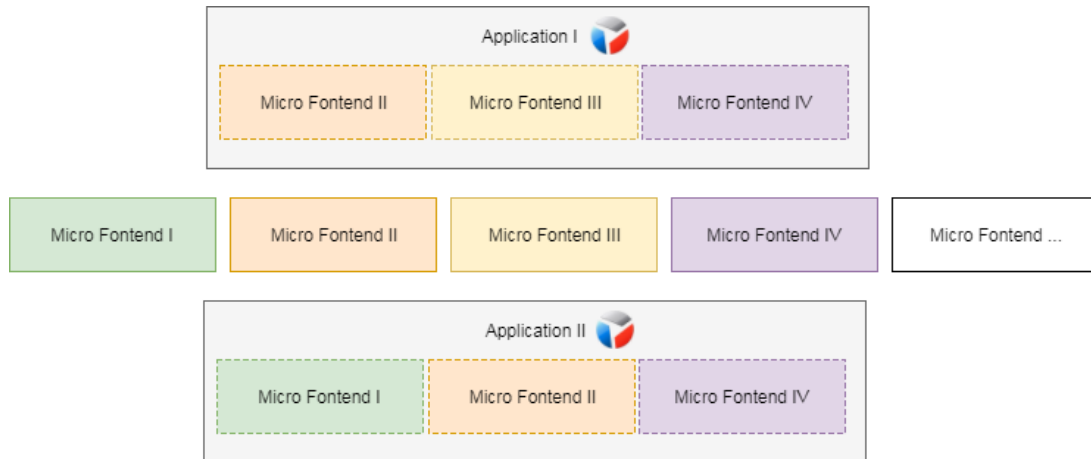 Application I
Micro Fontend II
Micro Fontend III
Micro Fontend IV
Micro Fontend I
Micro Fontend II
Micro Fontend III
Micro Fontend IV
Micro Fontend ...
Application II
Micro Fontend I
Micro Fontend II
Micro Fontend IV